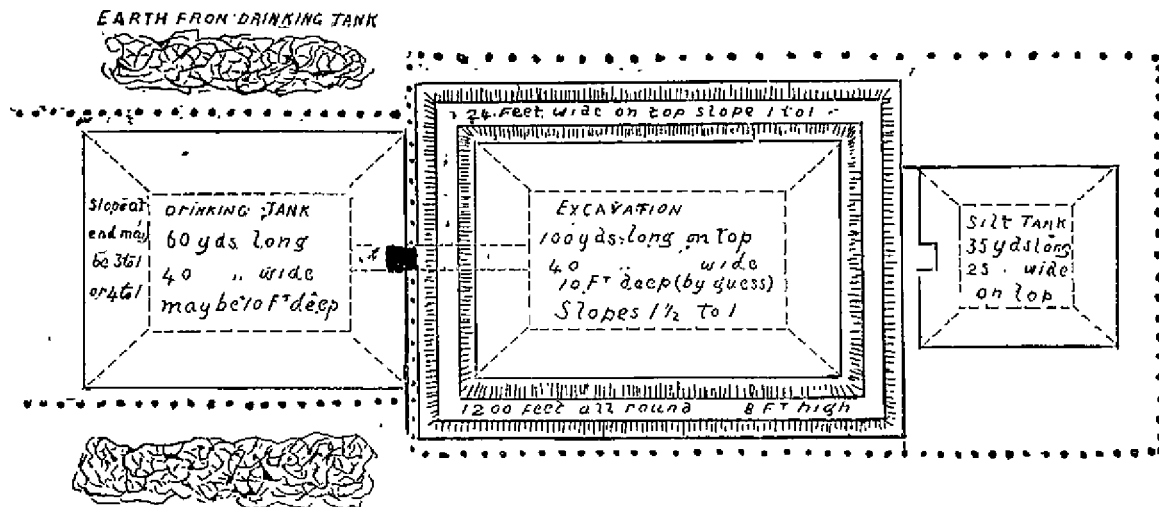 EARTH FROM DRINKING TANK
24 Feet wide on top slope 1 to 1
Slope at
end may
be 3 to 1
or 4 to 1
DRINKING TANK
60 yds. long
40 ,, wide
may be 10 FT deep
EXCAVATION
100 yds. long on top
40 ,, wide
10 FT deep (by guess)
Slopes 1½ to 1
SILT TANK
35 yds long
25 . wide
on top
1200 feet all round 8 FT high